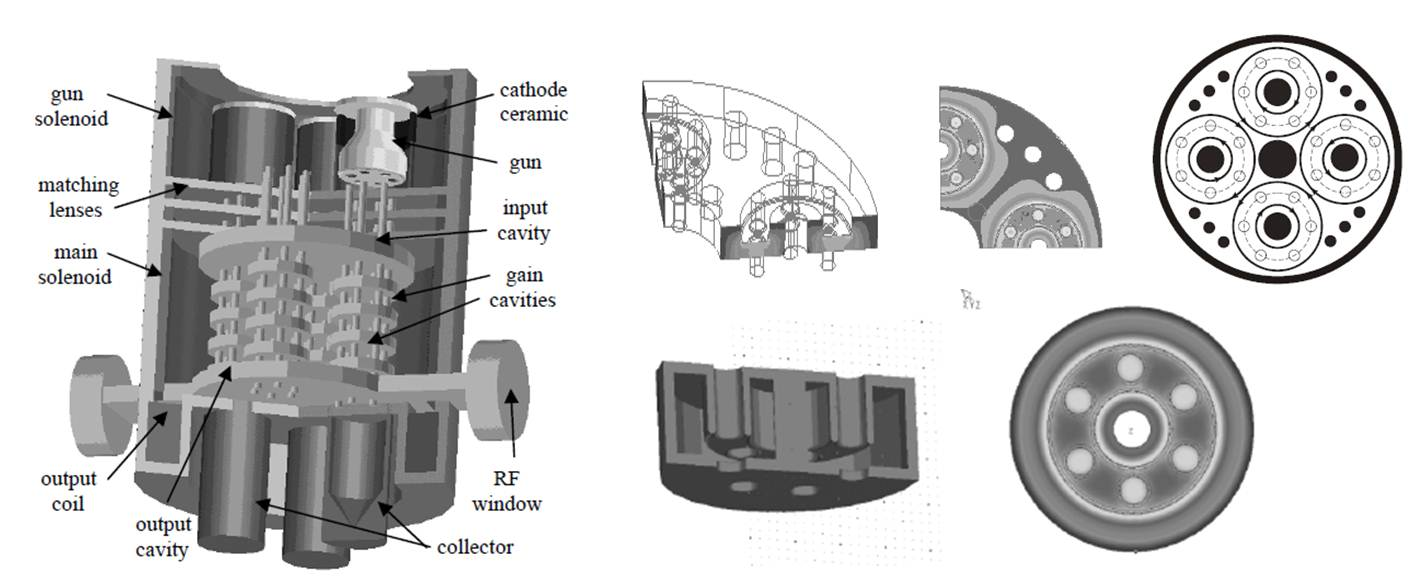 gun
solenoid
matching
lenses
main
solenoid
output
coil
output
cavity
cathode
ceramic
gun
input
cavity
gain
cavities
RF
window
collector